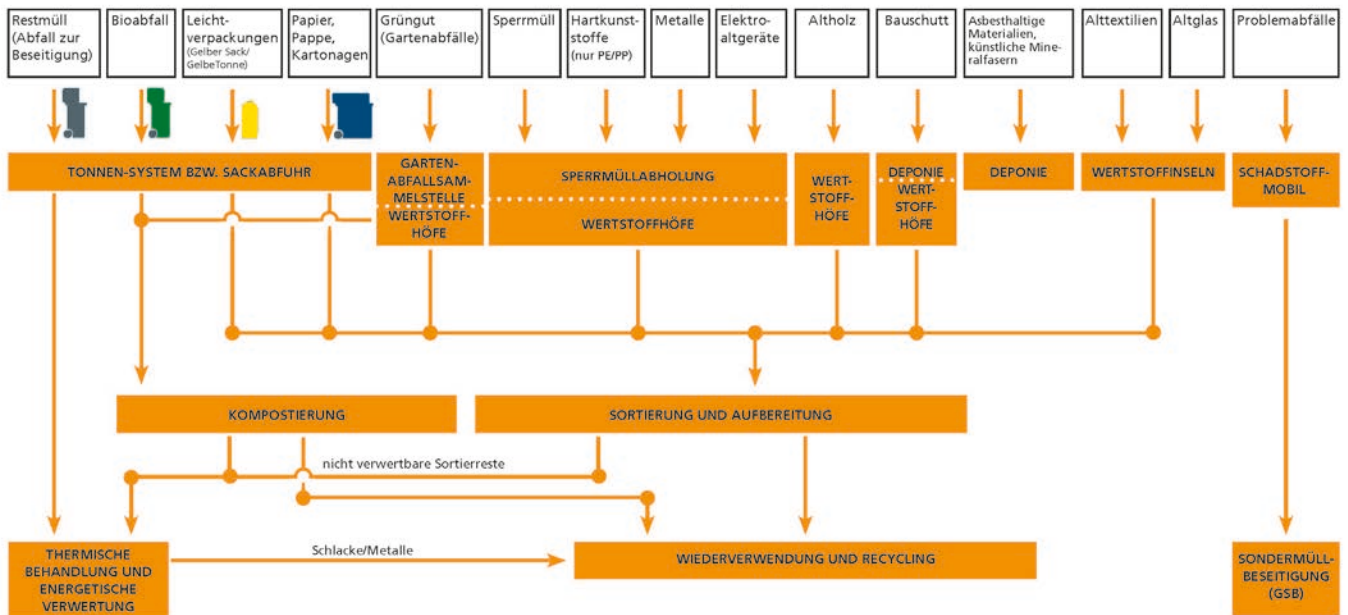 Restmüll
(Abfall zur
Beseitigung)
Bioabfall
Leicht-
verpackungen
(Gelber Sack/
GelbeTonne)
Papier,
Pappe,
Kartonagen
Grüngut
(Gartenabfälle)
Sperrmüll
Hartkunst-
stoffe
(nur PE/PP)
Metalle
Elektro-
altgeräte
Altholz
Bauschutt
Asbesthaltige
Materialien,
künstliche Mine-
ralfasern
Alttextilien
Altglas
Problemabfälle
TONNEN-SYSTEM BZW. SACKABFUHR
GARTEN-
ABFALLSAM-
MELSTELLE
WERTSTOFF-
HÖFE
SPERRMÜLLABHOLUNG
WERTSTOFFHÖFE
WERT-
STOFF-
HÖFE
DEPONIE
WERT-
STOFF-
HÖFE
DEPONIE
WERTSTOFFINSELN
SCHADSTOFF-
MOBIL
KOMPOSTIERUNG
SORTIERUNG UND AUFBEREITUNG
nicht verwertbare Sortierreste
THERMISCHE
BEHANDLUNG UND
ENERGETISCHE
VERWERTUNG
Schlacke/Metalle
WIEDERVERWENDUNG UND RECYCLING
SONDERMÜLL-
BESEITIGUNG
(GSB)